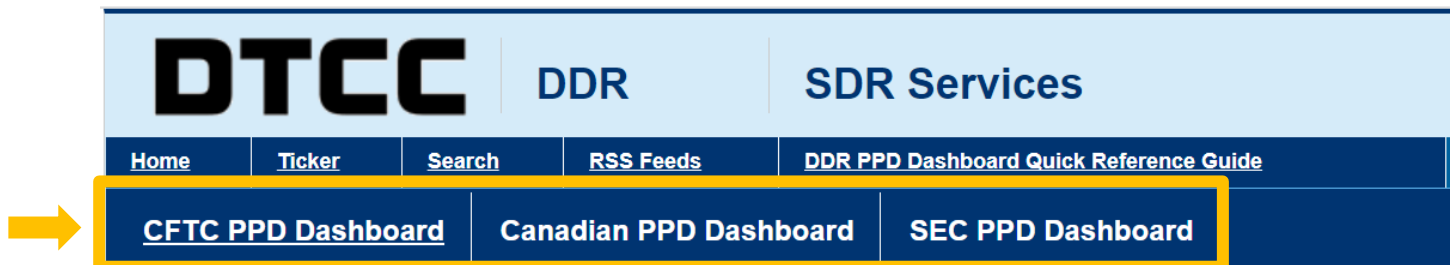 DTCC DDR SDR Services
Home Ticker Search RSS Feeds DDR PPD Dashboard Quick Reference Guide
CFTC PPD Dashboard Canadian PPD Dashboard SEC PPD Dashboard